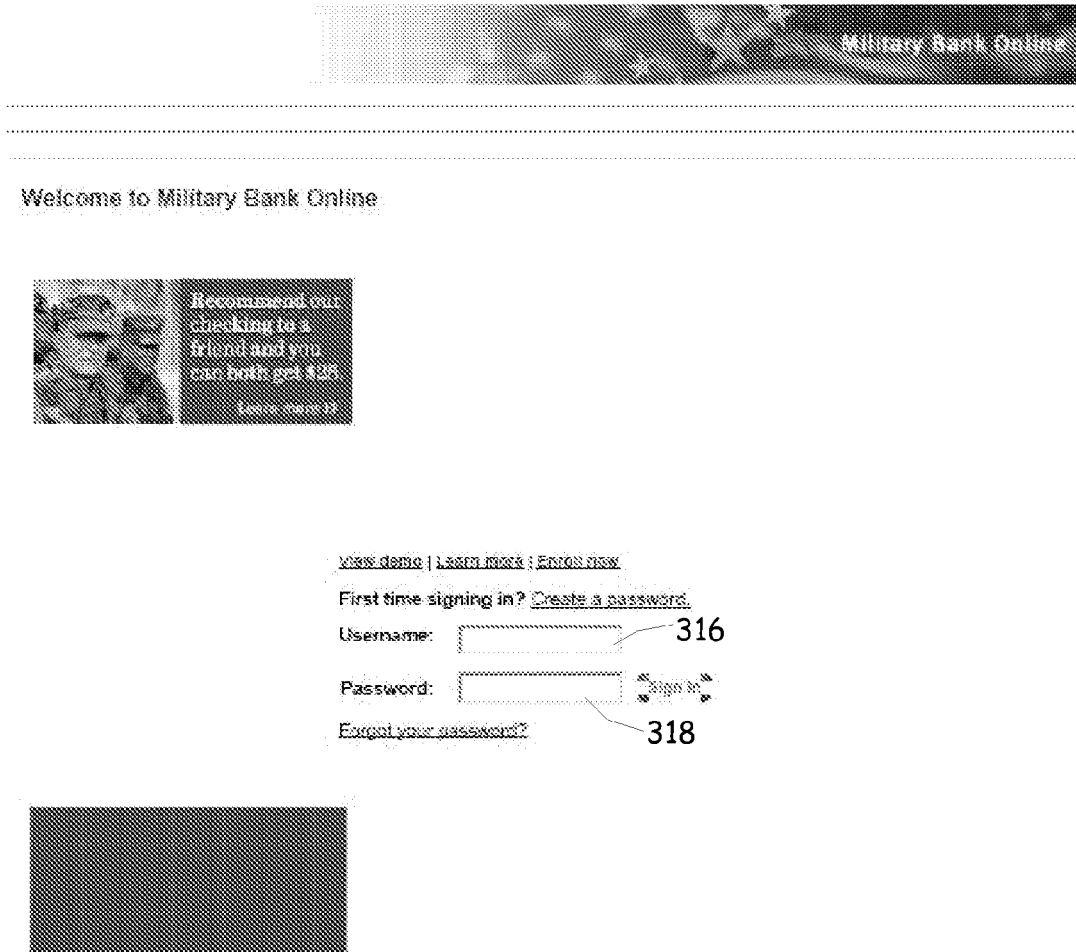 Military Bank Online
Welcome to Military Bank Online
Recommend our
checking to a
friend and you
can both get
Learn more
View demo | Learn more | Enroll now
First time signing in? Create a password.
Username:
316
Password:
Sign In
Forgot your password?
318